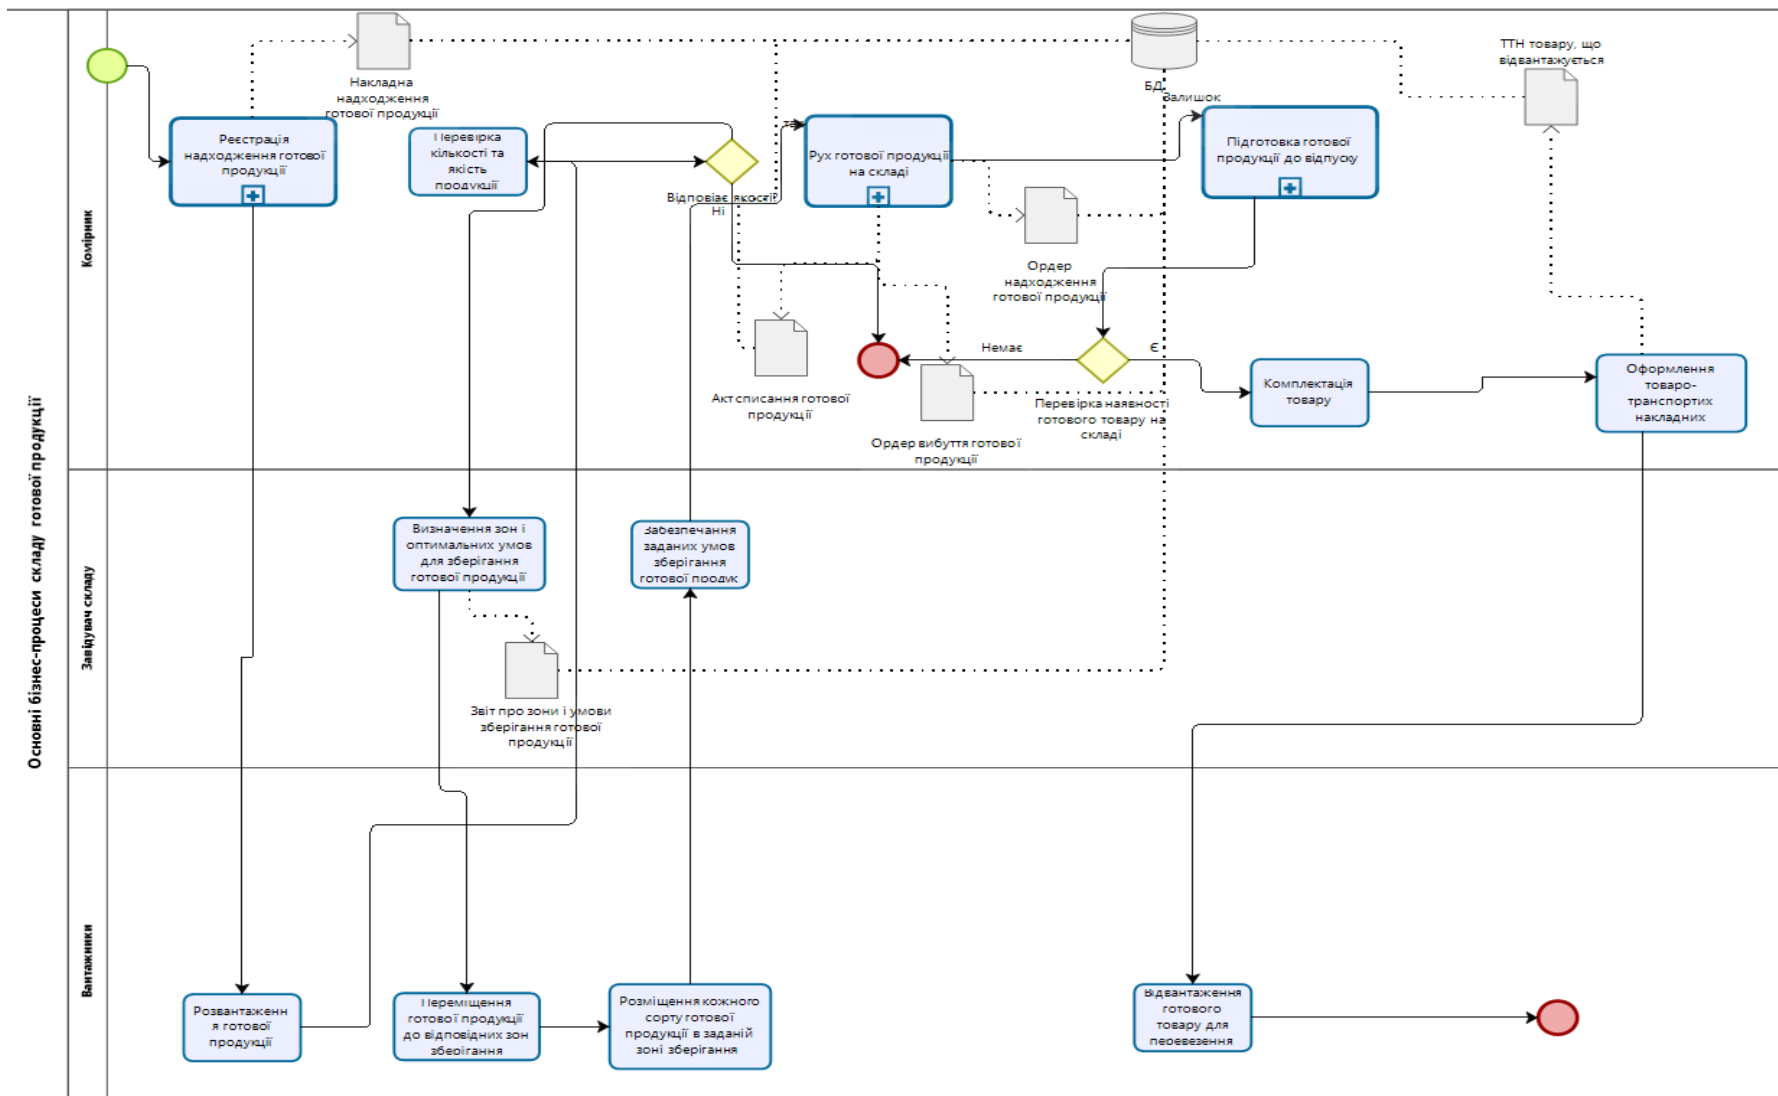 Основні бізнес-процеси складу готової продукції
Комірник
Накладна
надходження
готової продукції
БД
Залишок
ТТН товару, що
відвантажується
Реєстрація
надходження готової
продукції
Перевірка
кількості та
якість
продукції
Відповіає якості?
Ні
Рух готової продукції
на складі
Підготовка готової
продукції до відпуску
Ордер
надходження
готової продукції
Акт списання готової
продукції
Ордер вибуття готової
продукції
Немає
Є
Перевірка наявності
готового товару на
складі
Комплектація
товару
Оформлення
товаро-
транспортих
накладних
Завідувач складу
Визначення зон і
оптимальних умов
для зберігання
готової продукції
Забезпечання
заданих умов
зберігання
готової продук
Звіт про зони і умови
зберігання готової
продукції
Вантажники
Розвантаженн
я готової
продукції
Переміщення
готової продукції
до відповідних зон
зберігання
Розміщення кожного
сорту готової
продукції в заданій
зоні зберігання
Відвантаження
готового
товару для
перевезення